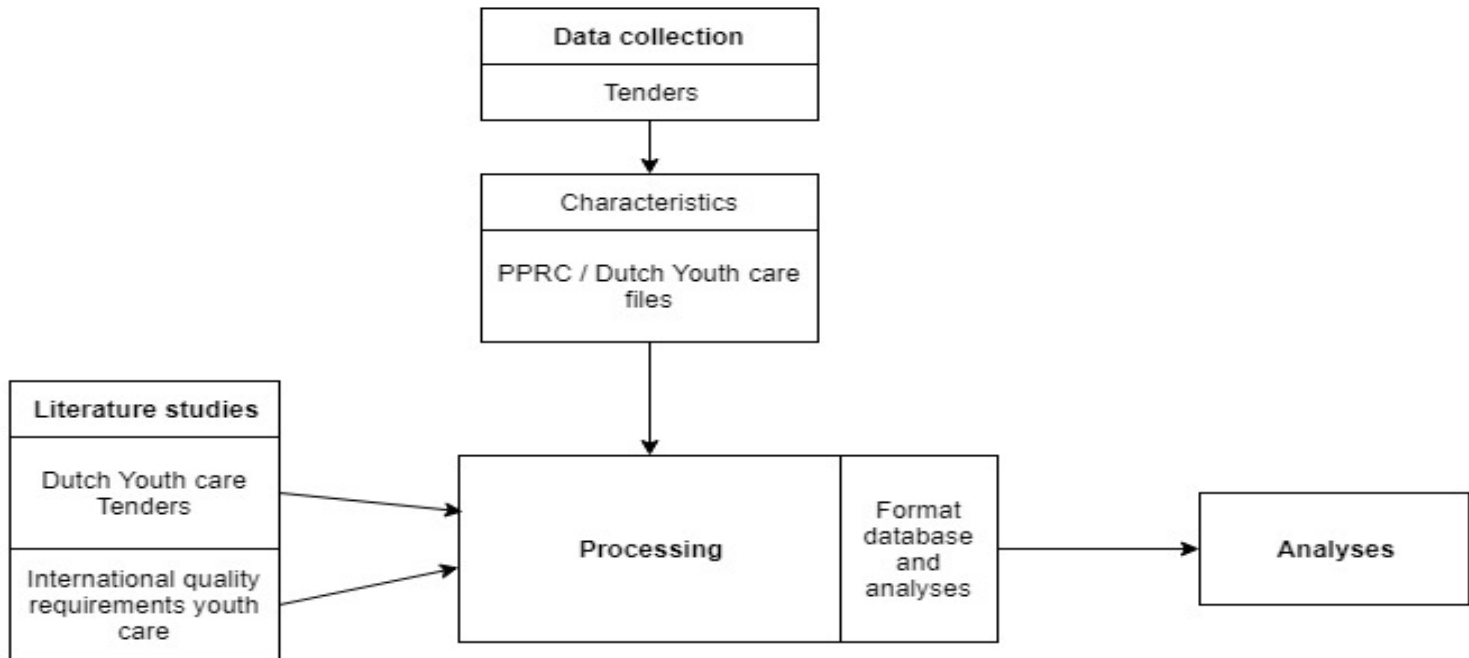 Data collection
Tenders
Characteristics
PPRC / Dutch Youth care
files
Literature studies
Dutch Youth care
Tenders
International quality
requirements youth
care
Processing
Format
database
and
analyses
Analyses